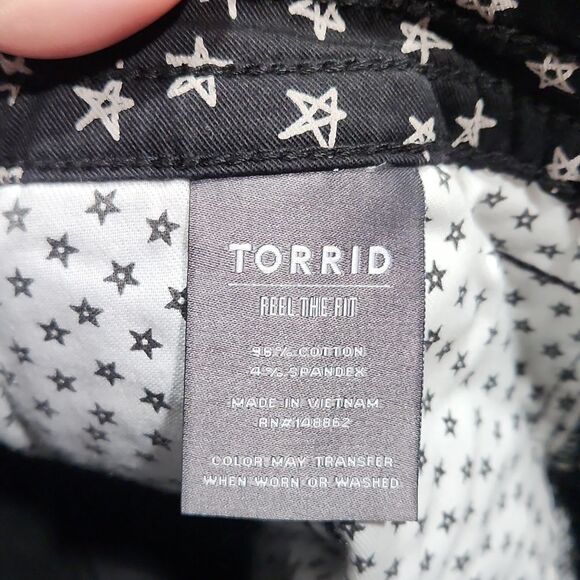 TORRID
FEEL THE FIT
96% COTTON
4% SPANDEX
MADE IN VIETNAM
RN#148862
COLOR MAY TRANSFER
WHEN WORN OR WASHED